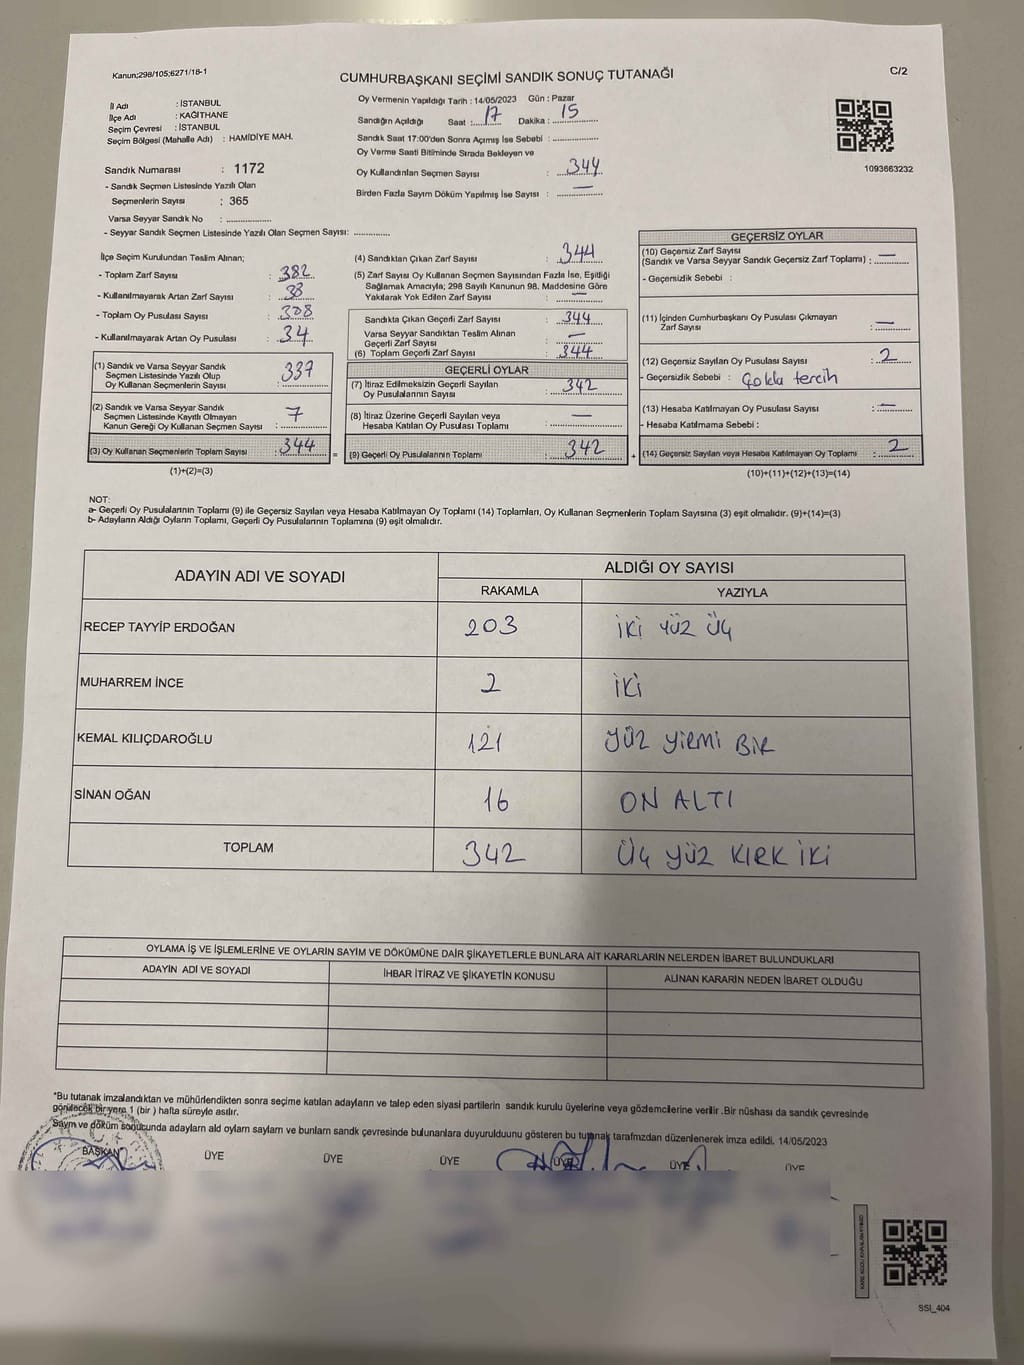 Kanun;298/105;6271/18-1
CUMHURBAŞKANI SEÇİMİ SANDIK SONUÇ TUTANAĞI
C/2
İl Adı : İSTANBUL
İlçe Adı : KAĞITHANE
Seçim Çevresi : İSTANBUL
Seçim Bölgesi (Mahalle Adı) : HAMİDİYE MAH.
Sandık Numarası : 1172
- Sandık Seçmen Listesinde Yazılı Olan
Seçmenlerin Sayısı : 365
Varsa Seyyar Sandık No : ..............
- Seyyar Sandık Seçmen Listesinde Yazılı Olan Seçmen Sayısı: ............
Oy Vermenin Yapıldığı Tarih : 14/05/2023 Gün : Pazar
Sandığın Açıldığı Saat : 17 Dakika : 15
Sandık Saat 17:00'den Sonra Açımış İse Sebebi : ..............
Oy Verme Saati Bitiminde Sırada Bekleyen ve
Oy Kullandırılan Seçmen Sayısı : 344
Birden Fazla Sayım Döküm Yapılmış İse Sayısı : —
1093663232
İlçe Seçim Kurulundan Teslim Alınan;
- Toplam Zarf Sayısı : 382
- Kullanılmayarak Artan Zarf Sayısı : 38
- Toplam Oy Pusulası Sayısı :
- Kullanılmayarak Artan Oy Pusulası : 34
(1) Sandık ve Varsa Seyyar Sandık
Seçmen Listesinde Yazılı Olup
Oy Kullanan Seçmenlerin Sayısı : 337
(2) Sandık ve Varsa Seyyar Sandık
Seçmen Listesinde Kayıtlı Olmayan
Kanun Gereği Oy Kullanan Seçmen Sayısı : 7
(3) Oy Kullanan Seçmenlerin Toplam Sayısı : 344
(1)+(2)=(3)
(4) Sandıktan Çıkan Zarf Sayısı : 344
(5) Zarf Sayısı Oy Kullanan Seçmen Sayısından Fazla İse, Eşitliği
Sağlamak Amacıyla; 298 Sayılı Kanunun 98. Maddesine Göre
Yakılarak Yok Edilen Zarf Sayısı : —
Sandıkta Çıkan Geçerli Zarf Sayısı : 344
Varsa Seyyar Sandıktan Teslim Alınan
Geçerli Zarf Sayısı : —
(6) Toplam Geçerli Zarf Sayısı : 344
GEÇERLİ OYLAR
(7) İtiraz Edilmeksizin Geçerli Sayılan
Oy Pusulalarının Sayısı : 342
(8) İtiraz Üzerine Geçerli Sayılan veya
Hesaba Katılan Oy Pusulası Toplamı : —
= (9) Geçerli Oy Pusulalarının Toplamı : 342
GEÇERSİZ OYLAR
(10) Geçersiz Zarf Sayısı
(Sandık ve Varsa Seyyar Sandık Geçersiz Zarf Toplamı) : —
- Geçersizlik Sebebi :
(11) İçinden Cumhurbaşkanı Oy Pusulası Çıkmayan
Zarf Sayısı : —
(12) Geçersiz Sayılan Oy Pusulası Sayısı : 2
- Geçersizlik Sebebi : Çoklu tercih
(13) Hesaba Katılmayan Oy Pusulası Sayısı : —
- Hesaba Katılmama Sebebi :
+ (14) Geçersiz Sayılan veya Hesaba Katılmayan Oy Toplamı : 2
(10)+(11)+(12)+(13)=(14)
NOT:
a- Geçerli Oy Pusulalarının Toplamı (9) ile Geçersiz Sayılan veya Hesaba Katılmayan Oy Toplamı (14) Toplamları, Oy Kullanan Seçmenlerin Toplam Sayısına (3) eşit olmalıdır. (9)+(14)=(3)
b- Adayların Aldığı Oyların Toplamı, Geçerli Oy Pusulalarının Toplamına (9) eşit olmalıdır.
ADAYIN ADI VE SOYADI ALDIĞI OY SAYISI
RAKAMLA YAZIYLA
RECEP TAYYİP ERDOĞAN 203 İKİ YÜZ ÜÇ
MUHARREM İNCE 2 İKİ
KEMAL KILIÇDAROĞLU 121 YÜZ YİRMİ BİR
SİNAN OĞAN 16 ON ALTI
TOPLAM 342 ÜÇ YÜZ KIRK İKİ
OYLAMA İŞ VE İŞLEMLERİNE VE OYLARIN SAYIM VE DÖKÜMÜNE DAİR ŞİKAYETLERLE BUNLARA AİT KARARLARIN NELERDEN İBARET BULUNDUKLARI
ADAYIN ADI VE SOYADI İHBAR İTİRAZ VE ŞİKAYETİN KONUSU ALINAN KARARIN NEDEN İBARET OLDUĞU
*Bu tutanak imzalandıktan ve mühürlendikten sonra seçime katılan adayların ve talep eden siyasi partilerin sandık kurulu üyelerine veya gözlemcilerine verilir .Bir nüshası da sandık çevresinde
görülecek bir yere 1 (bir ) hafta süreyle asılır.
Sayım ve döküm sonucunda adayların ald oyların sayları ve bunların sandk çevresinde bulunanlara duyurulduunu gösteren bu tutanak tarafmzdan düzenlenerek imza edildi. 14/05/2023
BAŞKAN ÜYE ÜYE ÜYE ÜYE ÜYE ÜYE
SSI_404